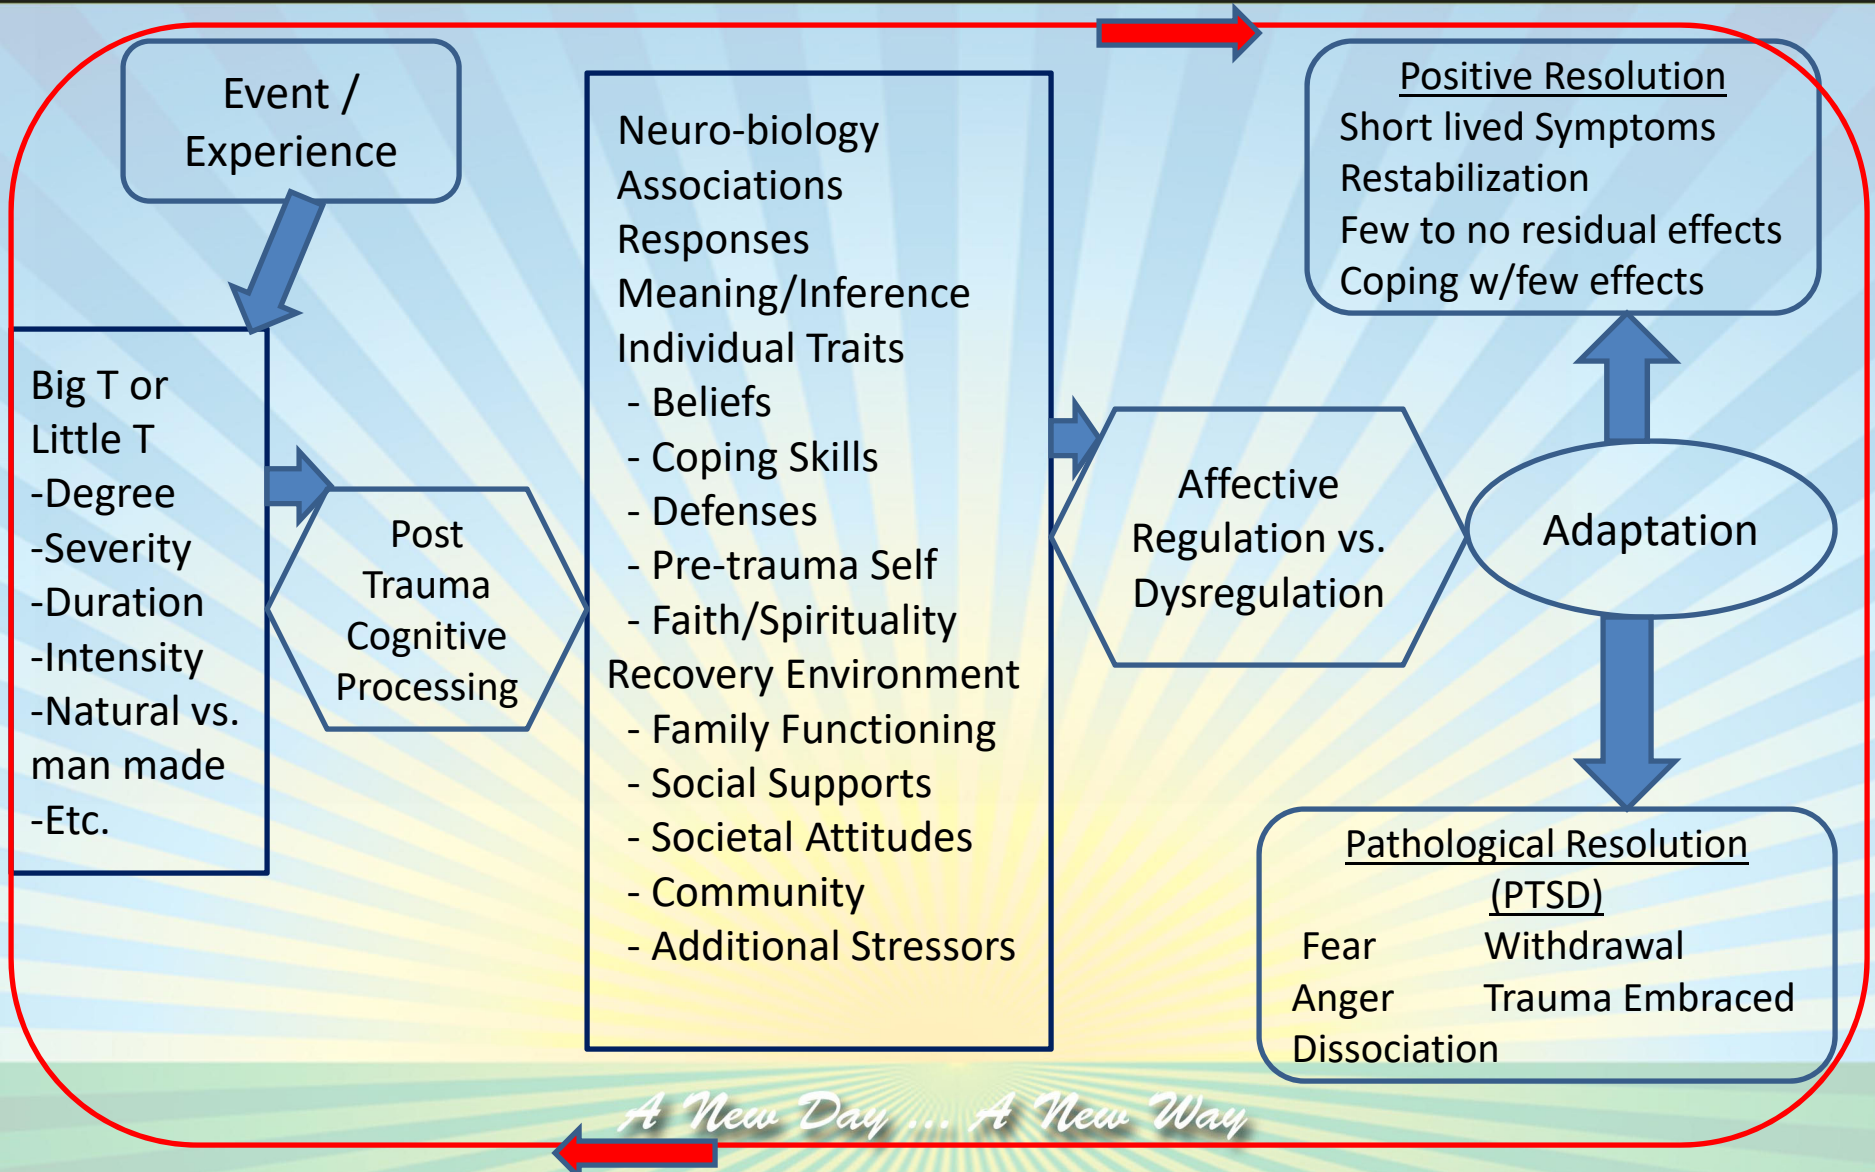 Event /
Experience
Big T or
Little T
-Degree
-Severity
-Duration
-Intensity
-Natural vs.
man made
-Etc.
Post
Trauma
Cognitive
Processing
Neuro-biology
Associations
Responses
Meaning/Inference
Individual Traits
- Beliefs
- Coping Skills
- Defenses
- Pre-trauma Self
- Faith/Spirituality
Recovery Environment
- Family Functioning
- Social Supports
- Societal Attitudes
- Community
- Additional Stressors
Affective
Regulation vs.
Dysregulation
Adaptation
Positive Resolution
Short lived Symptoms
Restabilization
Few to no residual effects
Coping w/few effects
Pathological Resolution
(PTSD)
Fear Withdrawal
Anger Trauma Embraced
Dissociation
A New Day ... A New Way